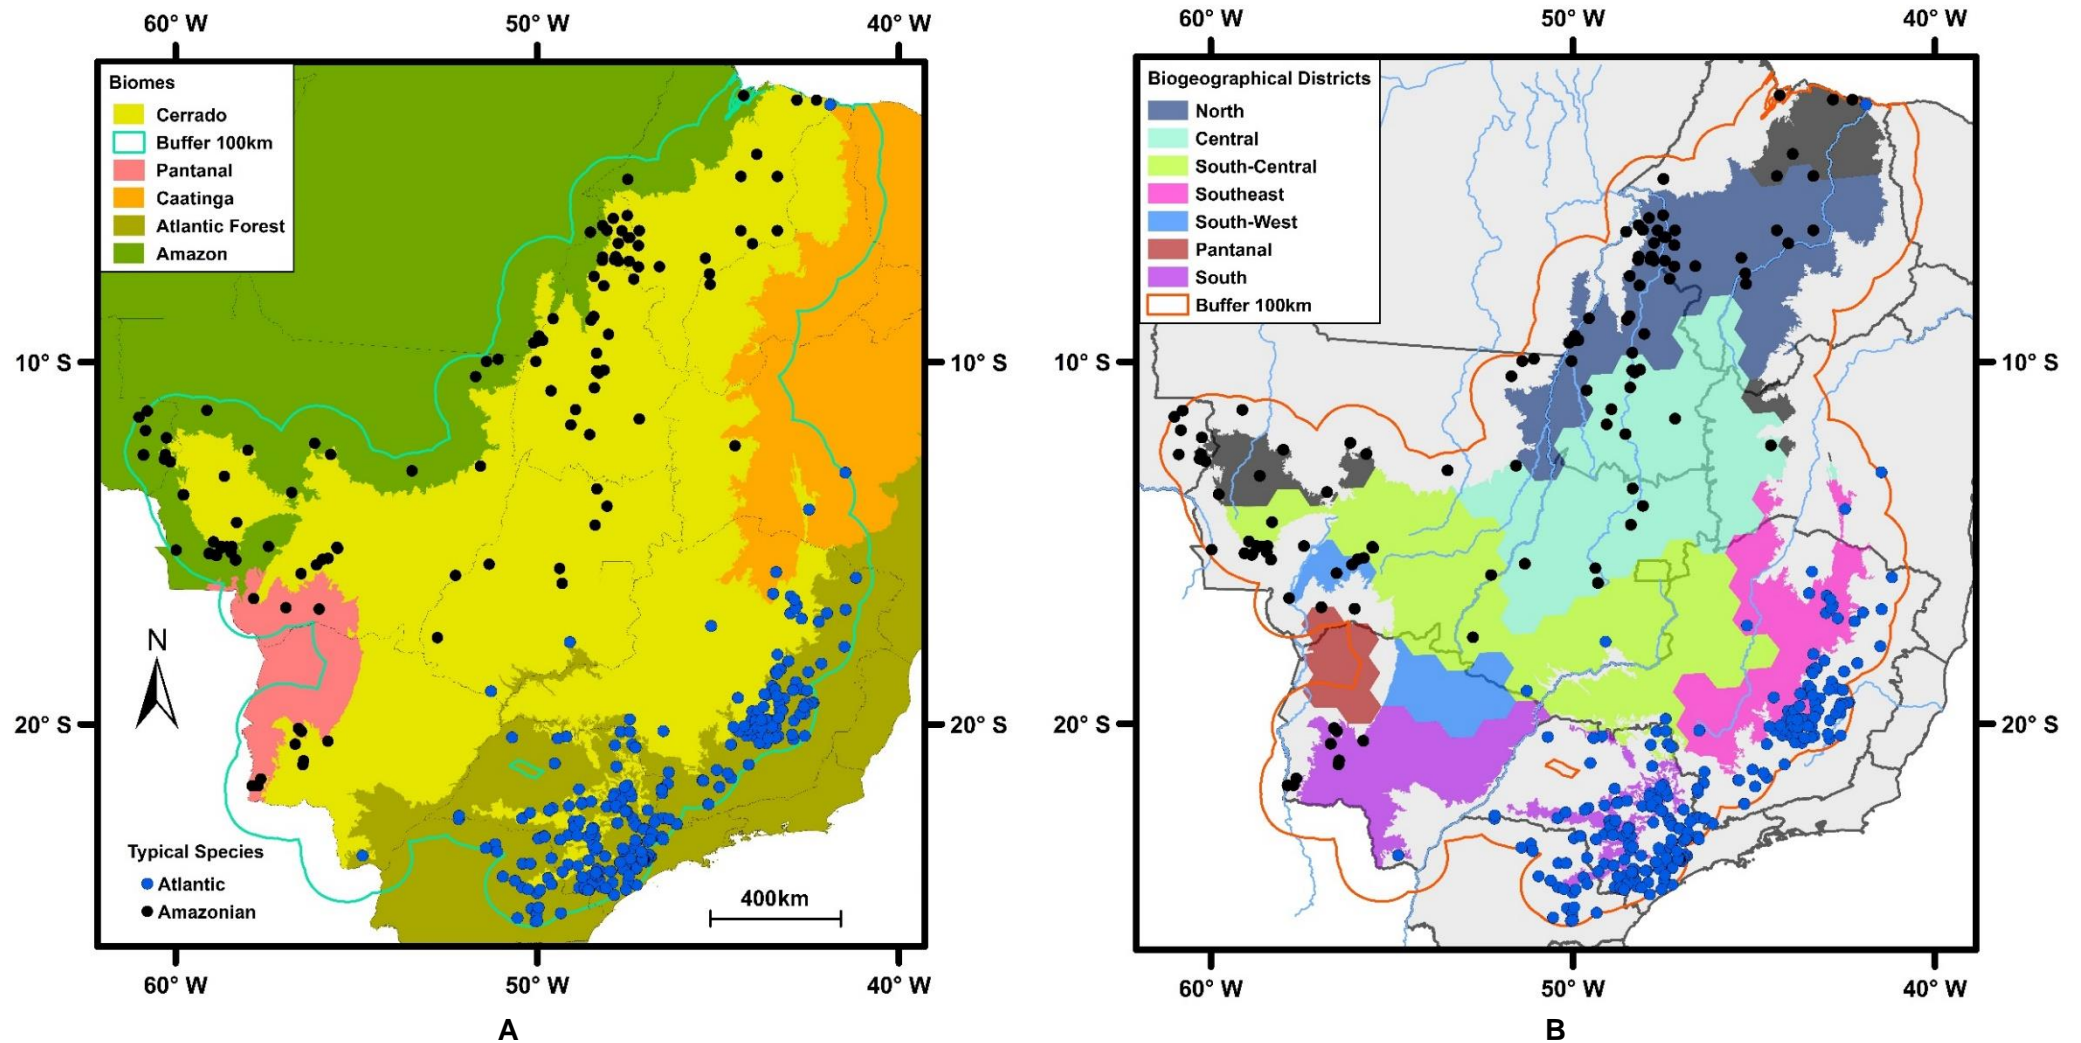 60° W 50° W 40° W
Biomes
Cerrado
Buffer 100km
Pantanal
Caatinga
Atlantic Forest
Amazon
10° S 10° S
N
20° S 20° S
Typical Species
Atlantic
Amazonian
400km
60° W 50° W 40° W
A
60° W 50° W 40° W
Biogeographical Districts
North
Central
South-Central
Southeast
South-West
Pantanal
South
Buffer 100km
10° S 10° S
20° S 20° S
60° W 50° W 40° W
B